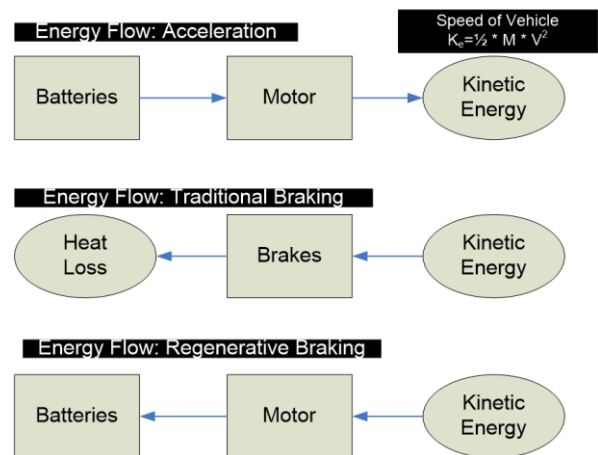 Energy Flow: Acceleration
Speed of Vehicle
Kₑ=½ * M * V²
Batteries
Motor
Kinetic
Energy
Energy Flow: Traditional Braking
Heat
Loss
Brakes
Kinetic
Energy
Energy Flow: Regenerative Braking
Batteries
Motor
Kinetic
Energy